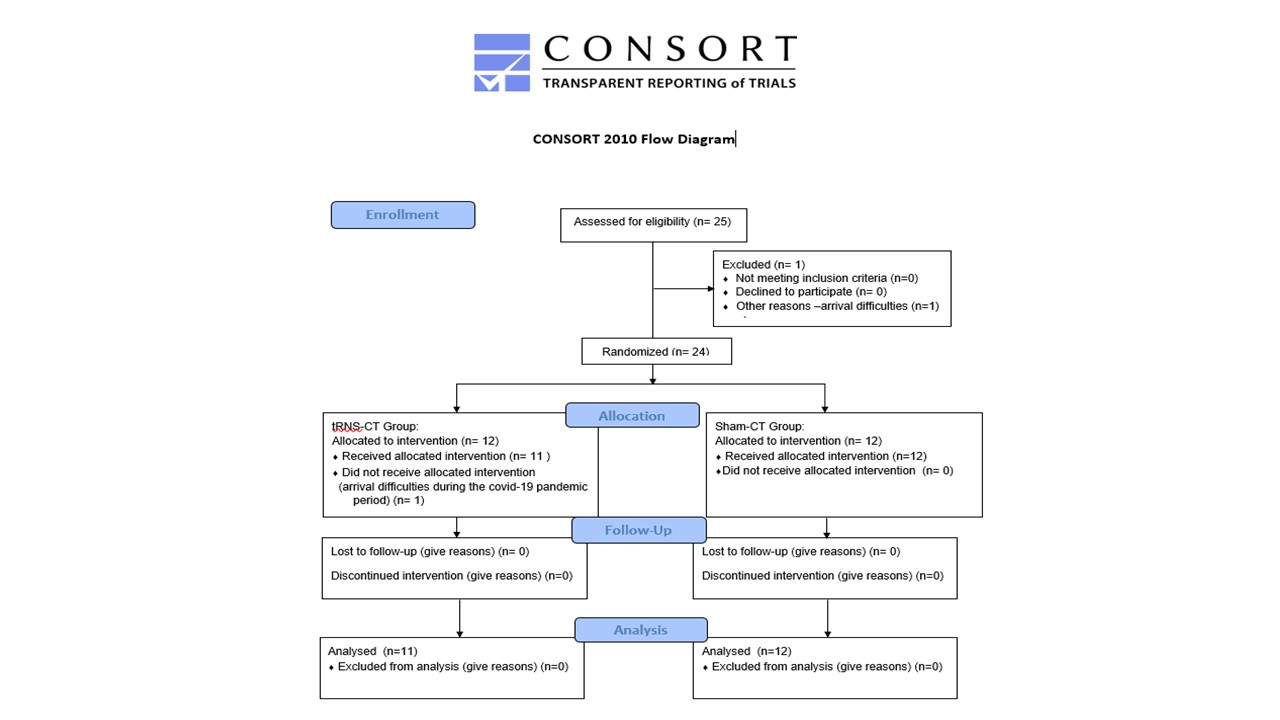 CONSORT
TRANSPARENT REPORTING of TRIALS
CONSORT 2010 Flow Diagram
Enrollment
Assessed for eligibility (n= 25)
Excluded (n= 1)
♦ Not meeting inclusion criteria (n=0)
♦ Declined to participate (n= 0)
♦ Other reasons –arrival difficulties (n=1)
Randomized (n= 24)
Allocation
tRNS-CT Group:
Allocated to intervention (n= 12)
♦ Received allocated intervention (n= 11 )
♦ Did not receive allocated intervention
(arrival difficulties during the covid-19 pandemic
period) (n= 1)
Sham-CT Group:
Allocated to intervention (n= 12)
♦ Received allocated intervention (n=12)
♦Did not receive allocated intervention (n= 0)
Follow-Up
Lost to follow-up (give reasons) (n= 0)
Discontinued intervention (give reasons) (n=0)
Lost to follow-up (give reasons) (n= 0)
Discontinued intervention (give reasons) (n=0)
Analysis
Analysed (n=11)
♦ Excluded from analysis (give reasons) (n=0)
Analysed (n=12)
♦ Excluded from analysis (give reasons) (n=0)